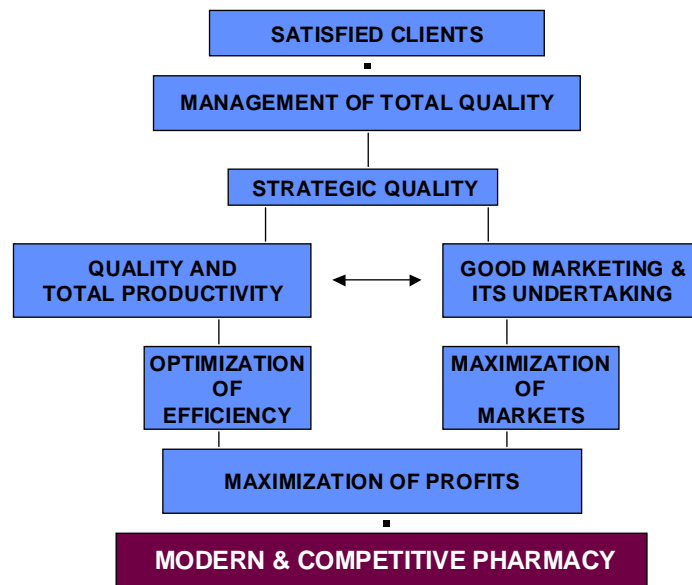 SATISFIED CLIENTS
MANAGEMENT OF TOTAL QUALITY
STRATEGIC QUALITY
QUALITY AND
TOTAL PRODUCTIVITY
GOOD MARKETING &
ITS UNDERTAKING
OPTIMIZATION
OF
EFFICIENCY
MAXIMIZATION
OF
MARKETS
MAXIMIZATION OF PROFITS
MODERN & COMPETITIVE PHARMACY